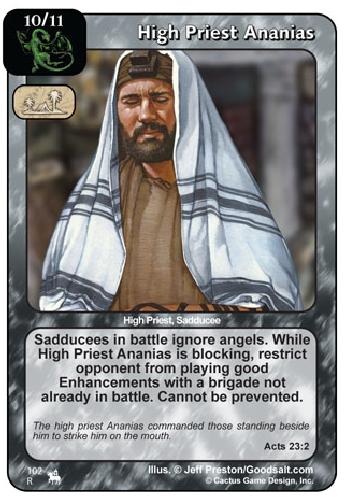 10/11
High Priest Ananias
High Priest, Sadducee
Sadducees in battle ignore angels. While
High Priest Ananias is blocking, restrict
opponent from playing good
Enhancements with a brigade not
already in battle. Cannot be prevented.
The high priest Ananias commanded those standing beside
him to strike him on the mouth.
Acts 23:2
102 Illus. © Jeff Preston/Goodsalt.com
R © Cactus Game Design, Inc.